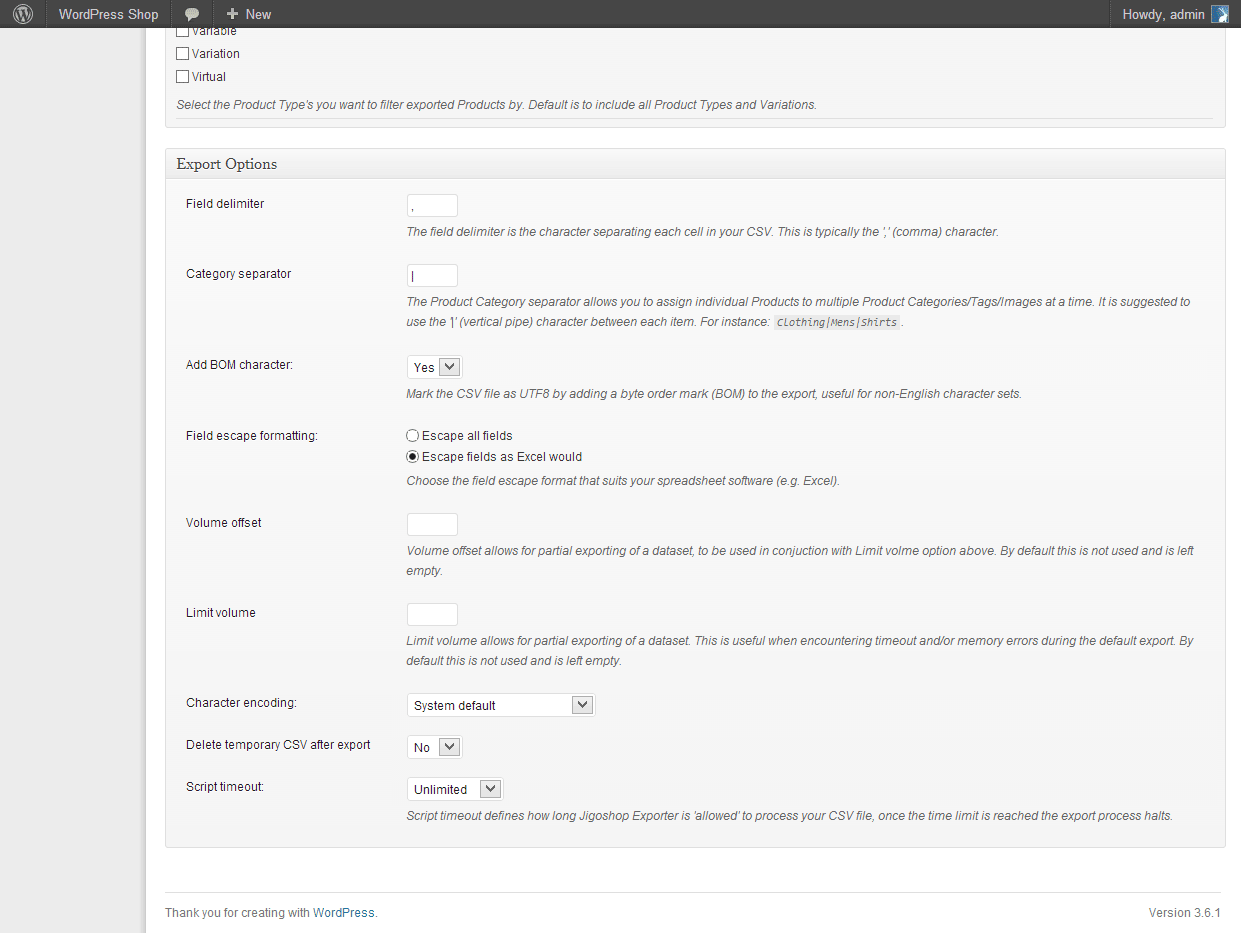 WordPress Shop
New
Howdy, admin
Variable
Variation
Virtual
Select the Product Type's you want to filter exported Products by. Default is to include all Product Types and Variations.
Export Options
Field delimiter
,
The field delimiter is the character separating each cell in your CSV. This is typically the ',' (comma) character.
Category separator
|
The Product Category separator allows you to assign individual Products to multiple Product Categories/Tags/Images at a time. It is suggested to
use the '|' (vertical pipe) character between each item. For instance: Clothing|Mens|Shirts .
Add BOM character:
Yes
Mark the CSV file as UTF8 by adding a byte order mark (BOM) to the export, useful for non-English character sets.
Field escape formatting:
Escape all fields
Escape fields as Excel would
Choose the field escape format that suits your spreadsheet software (e.g. Excel).
Volume offset
Volume offset allows for partial exporting of a dataset, to be used in conjuction with Limit volme option above. By default this is not used and is left
empty.
Limit volume
Limit volume allows for partial exporting of a dataset. This is useful when encountering timeout and/or memory errors during the default export. By
default this is not used and is left empty.
Character encoding:
System default
Delete temporary CSV after export
No
Script timeout:
Unlimited
Script timeout defines how long Jigoshop Exporter is 'allowed' to process your CSV file, once the time limit is reached the export process halts.
Thank you for creating with WordPress.
Version 3.6.1